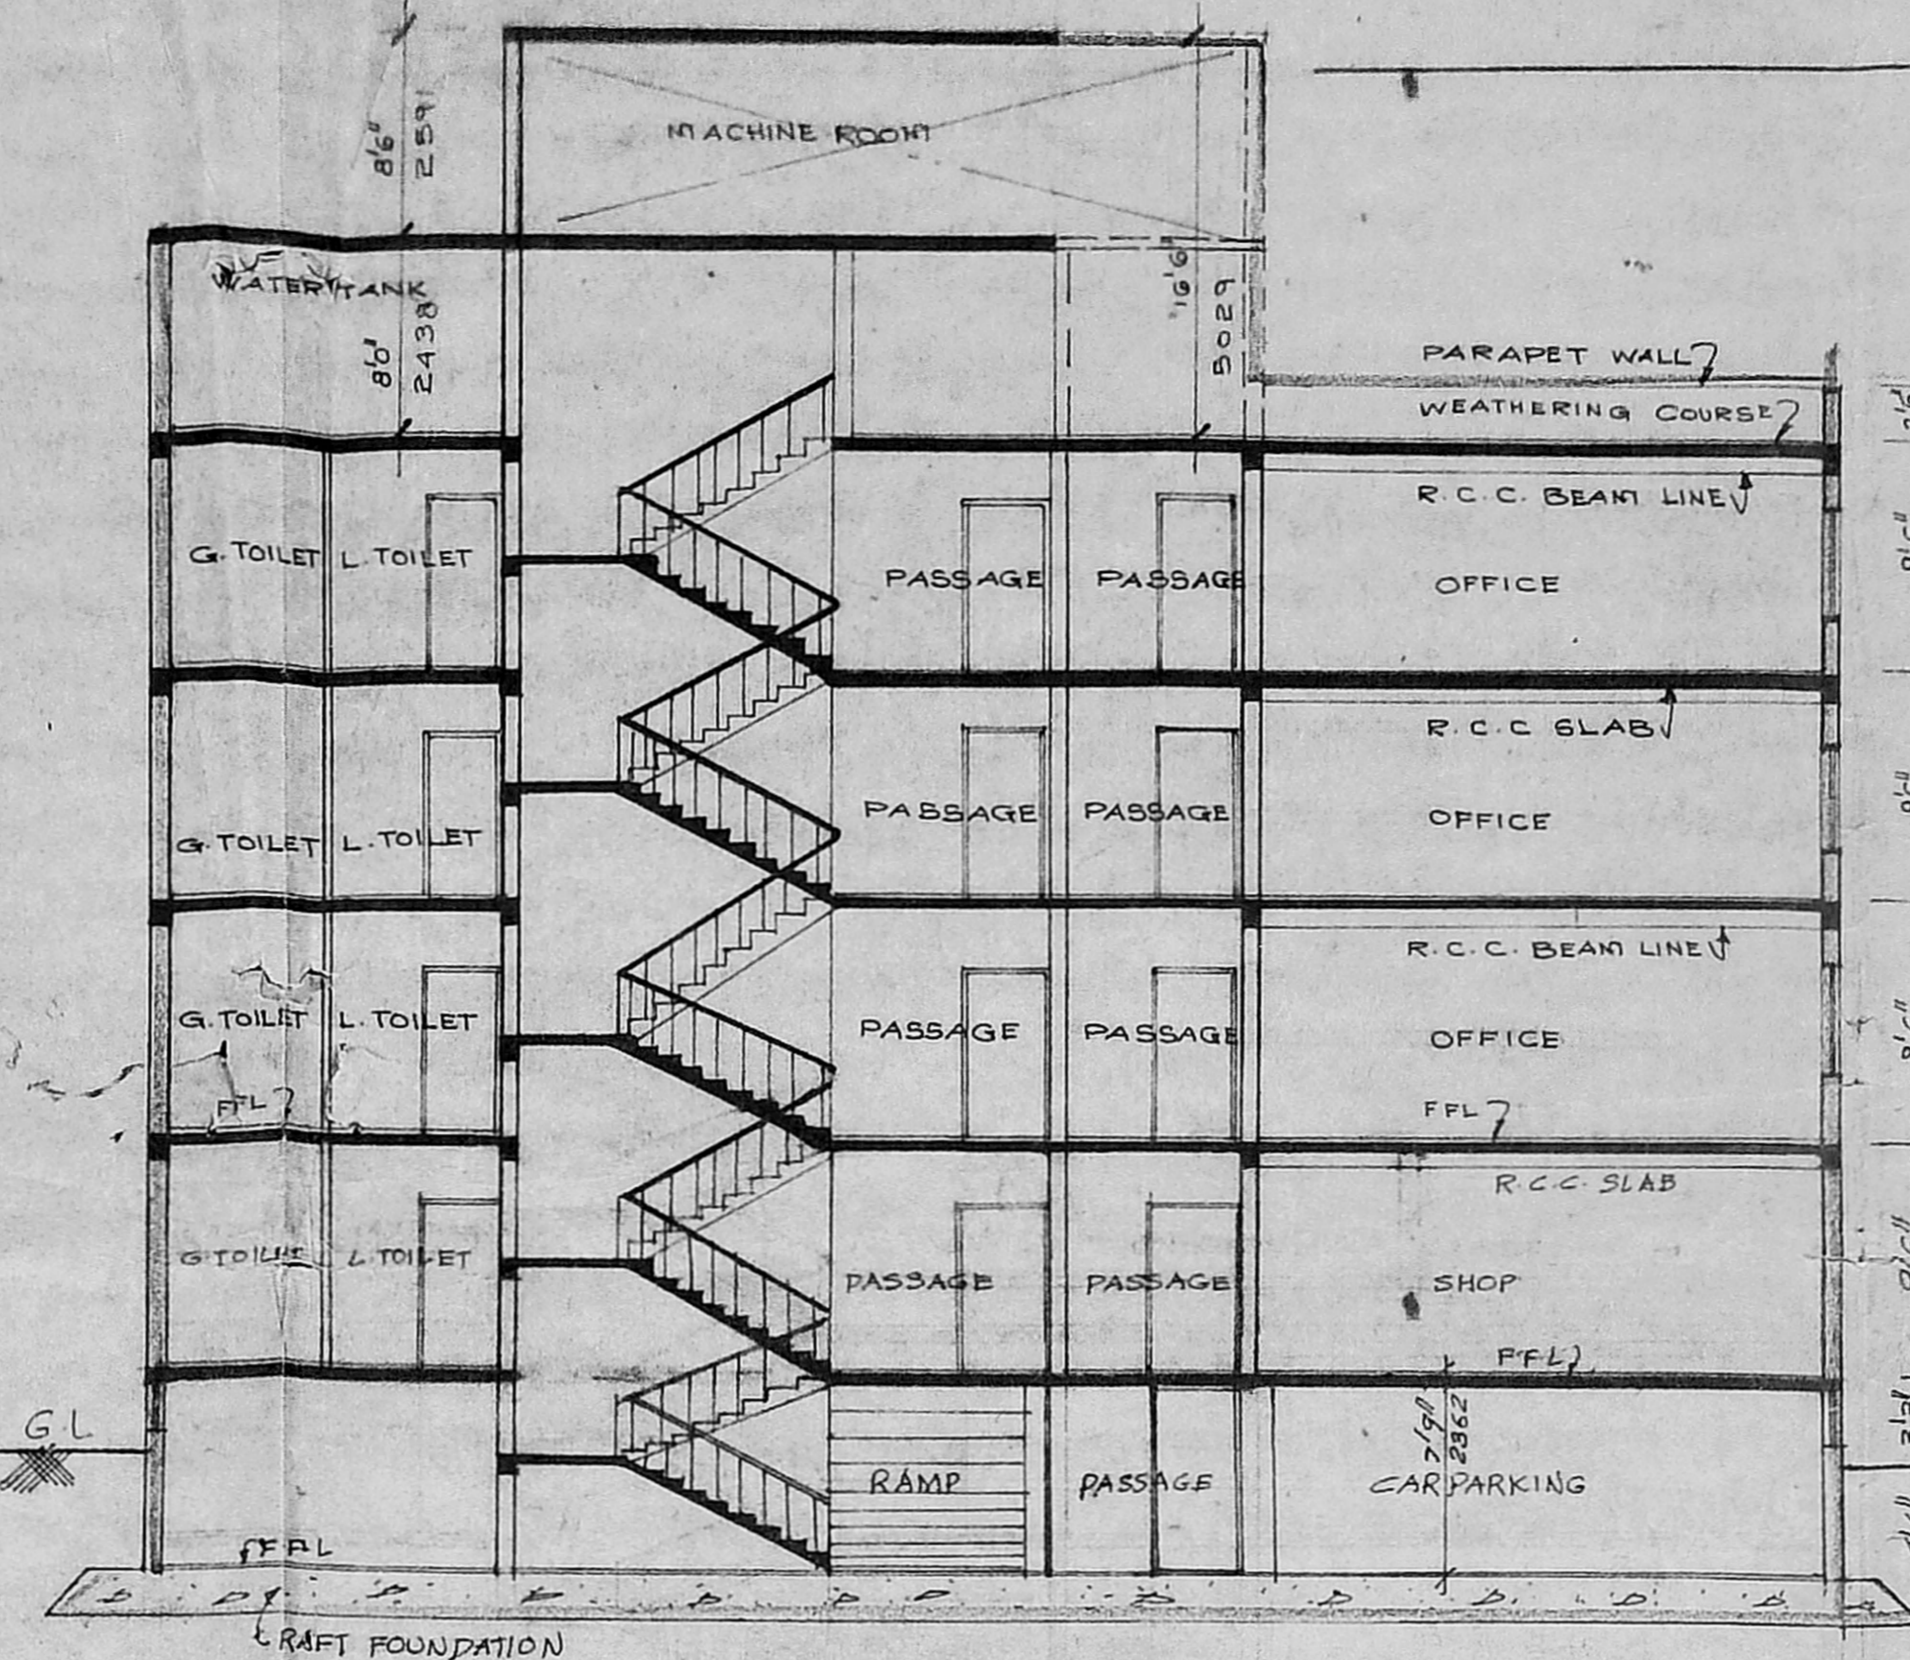 8'6"
2591
MACHINE ROOM
WATER TANK
8'0"
2438
16'6"
5029
PARAPET WALL
WEATHERING COURSE
R.C.C. BEAM LINE
G. TOILET L. TOILET PASSAGE PASSAGE OFFICE
R.C.C SLAB
G. TOILET L. TOILET PASSAGE PASSAGE OFFICE
R.C.C. BEAM LINE
G. TOILET L. TOILET PASSAGE PASSAGE OFFICE
FFL FFL
R.C.C. SLAB
G. TOILET L. TOILET PASSAGE PASSAGE SHOP
FFL
G.L
7'9"
2362
RAMP PASSAGE CAR PARKING
FFL
RAFT FOUNDATION